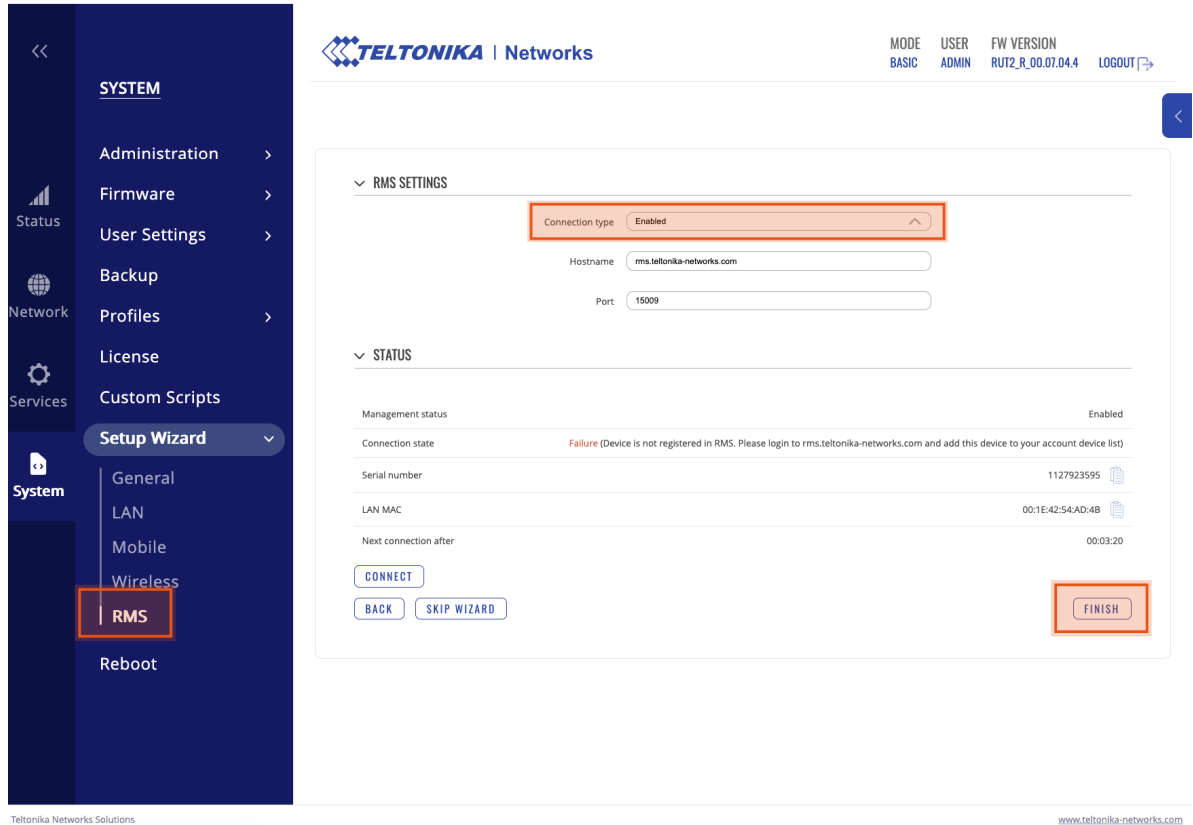 TELTONIKA | Networks
MODE USER FW VERSION
BASIC ADMIN RUT2_R_00.07.04.4 LOGOUT
Status
Network
Services
System
SYSTEM
Administration
Firmware
User Settings
Backup
Profiles
License
Custom Scripts
Setup Wizard
General
LAN
Mobile
Wireless
RMS
Reboot
RMS SETTINGS
Connection type Enabled
Hostname rms.teltonika-networks.com
Port 15009
STATUS
Management status Enabled
Connection state Failure (Device is not registered in RMS. Please login to rms.teltonika-networks.com and add this device to your account device list)
Serial number 1127923595
LAN MAC 00:1E:42:54:AD:4B
Next connection after 00:03:20
CONNECT
BACK SKIP WIZARD FINISH
Teltonika Networks Solutions www.teltonika-networks.com